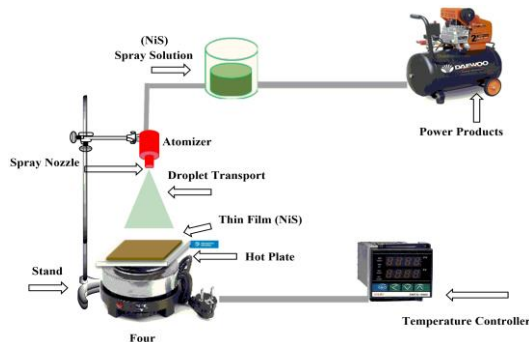 (NiS)
Spray Solution
DAEWOO
Power Products
Atomizer
Spray Nozzle
Droplet Transport
Thin Film (NiS)
Hot Plate
Stand
Four
Temperature Controller